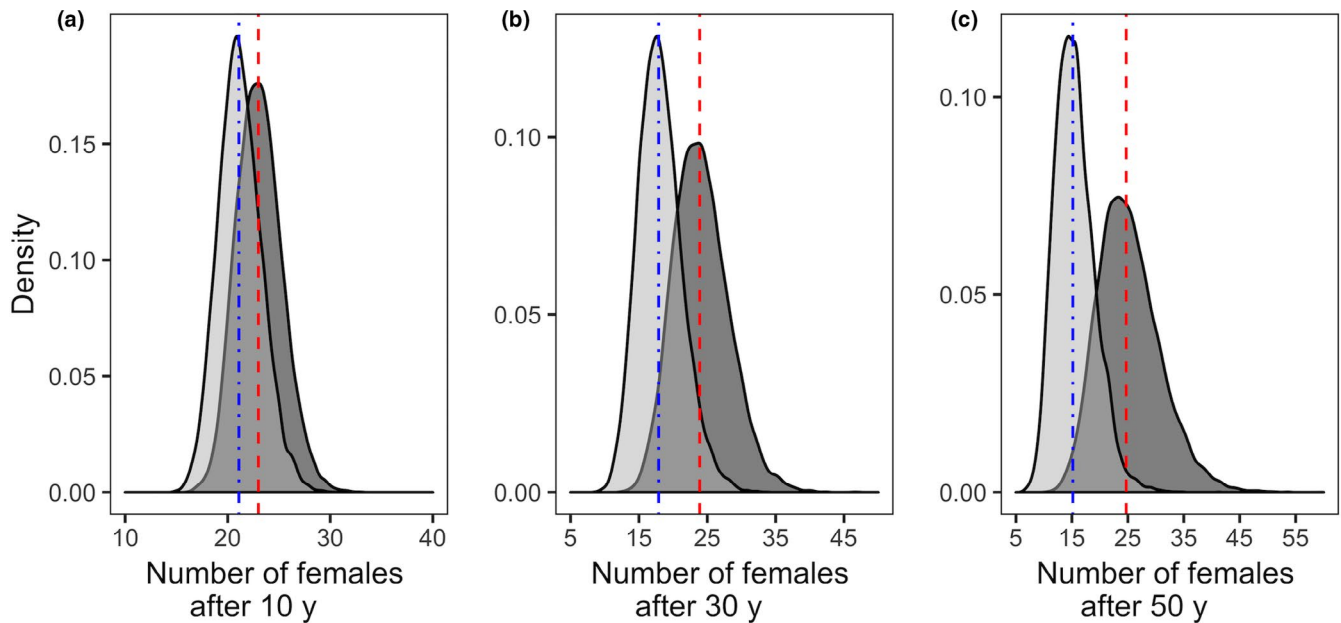 (a)
Density
0.15
0.10
0.05
0.00
10 20 30 40
Number of females
after 10 y
(b)
0.10
0.05
0.00
5 15 25 35 45
Number of females
after 30 y
(c)
0.10
0.05
0.00
5 15 25 35 45 55
Number of females
after 50 y